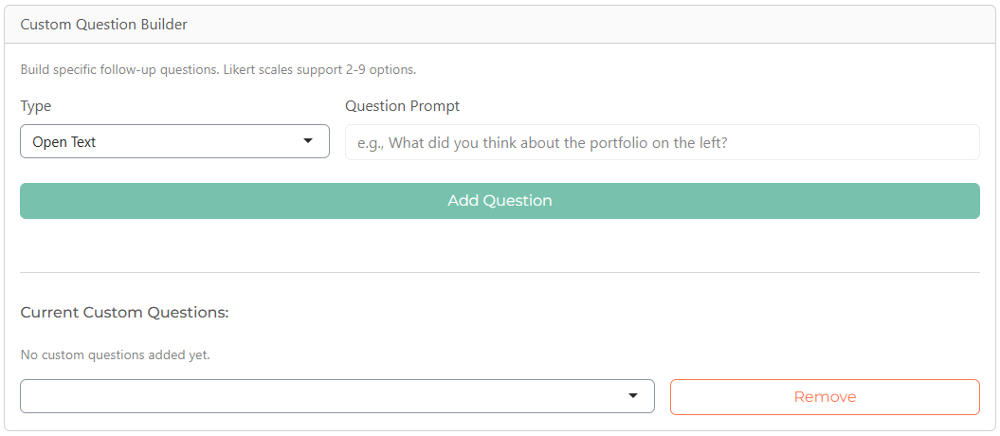 Custom Question Builder
Build specific follow-up questions. Likert scales support 2-9 options.
Type
Question Prompt
Open Text
e.g., What did you think about the portfolio on the left?
Add Question
Current Custom Questions:
No custom questions added yet.
Remove